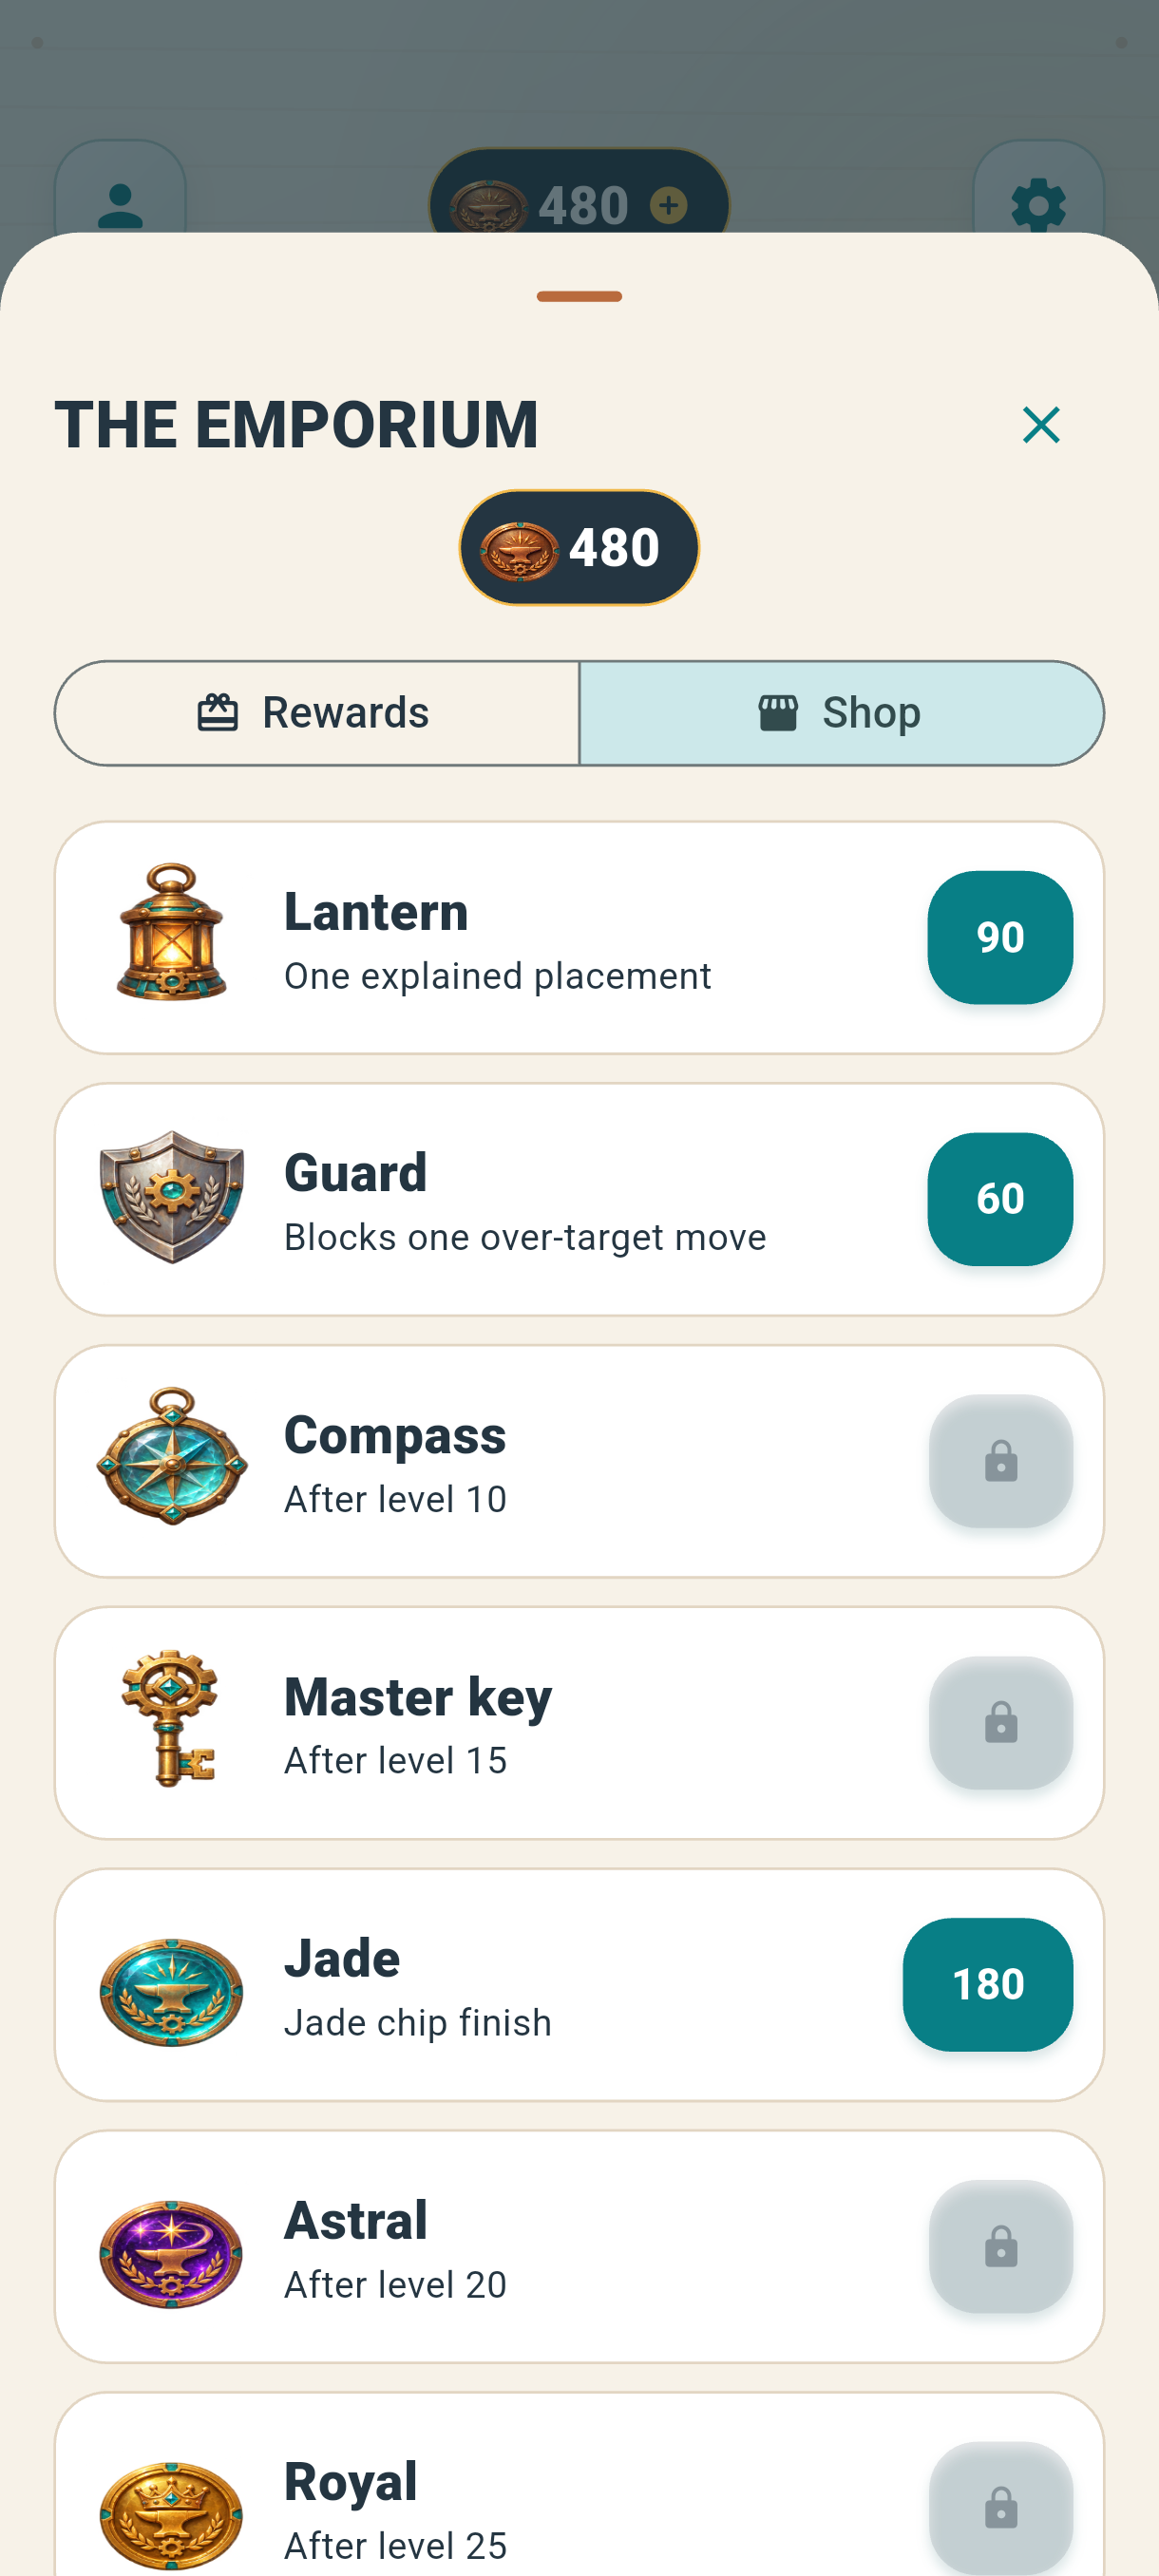 480
THE EMPORIUM
480
Rewards
Shop
Lantern
One explained placement
90
Guard
Blocks one over-target move
60
Compass
After level 10
Master key
After level 15
Jade
Jade chip finish
180
Astral
After level 20
Royal
After level 25